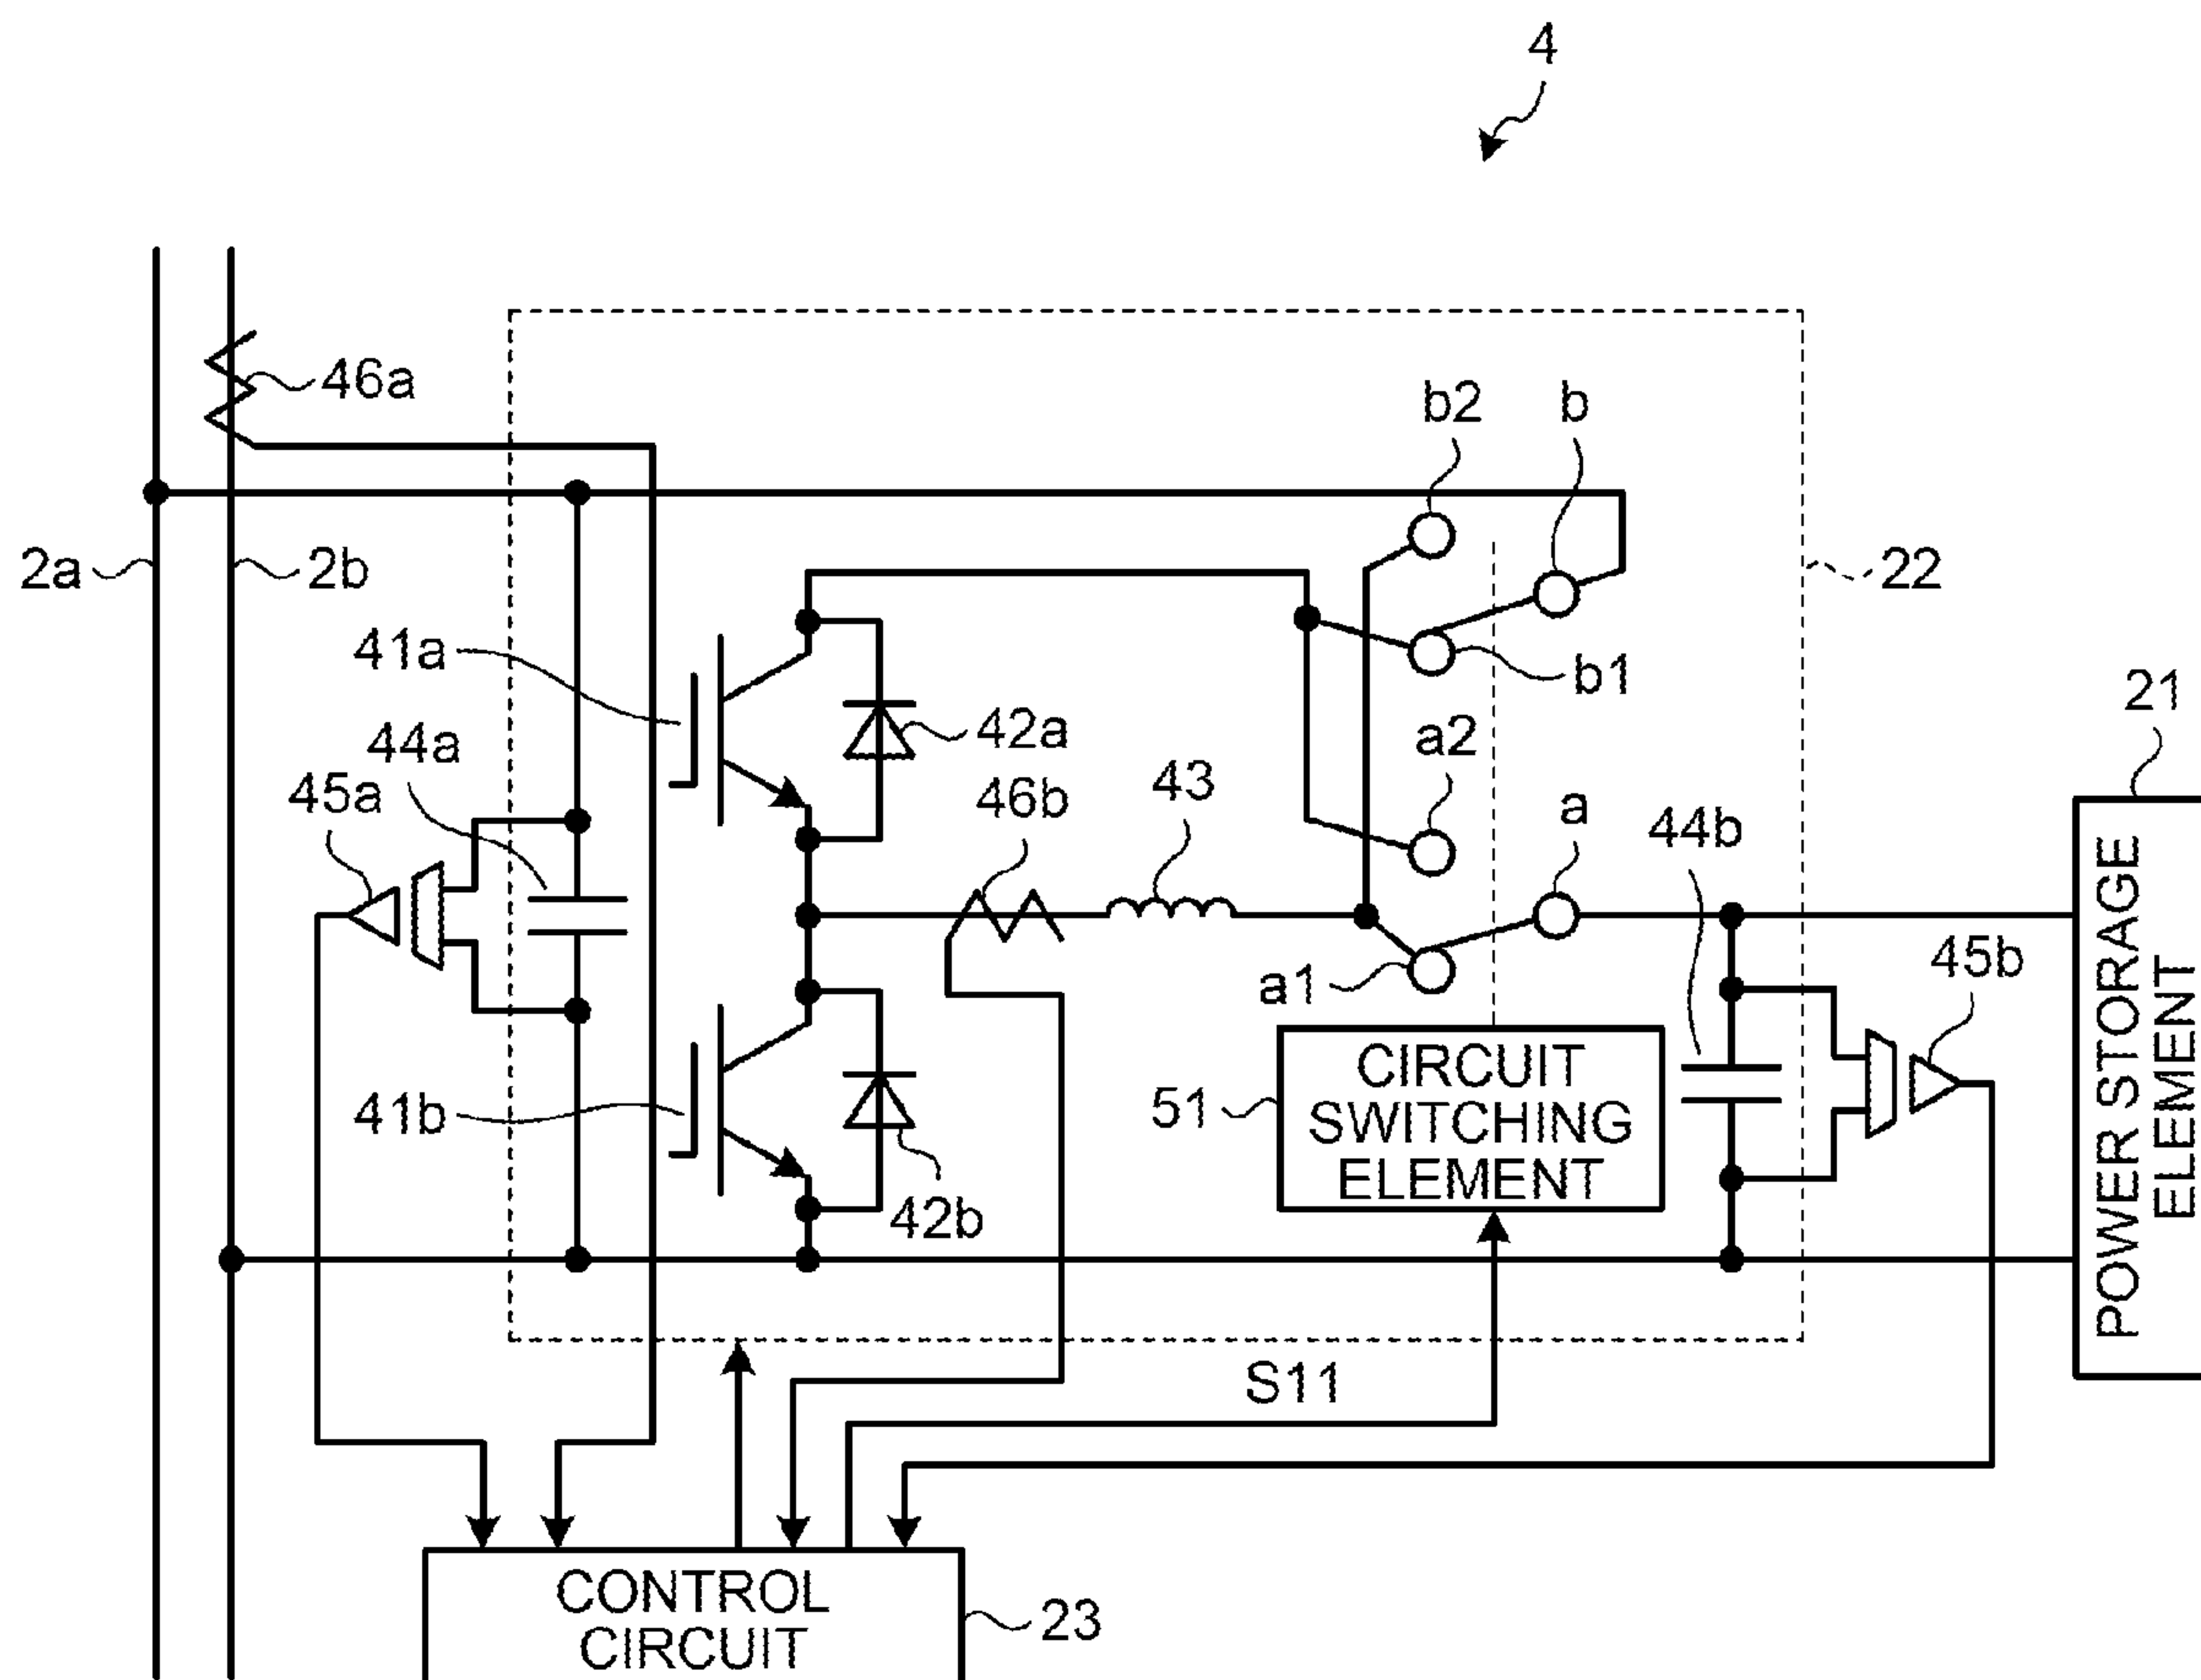 4
46a
b2
b
2a
2b
22
41a
b1
21
42a
a2
44a
45a
46b
43
a
44b
POWER STORAGE
ELEMENT
45b
a1
CIRCUIT
SWITCHING
ELEMENT
51
41b
42b
S11
CONTROL
CIRCUIT
23